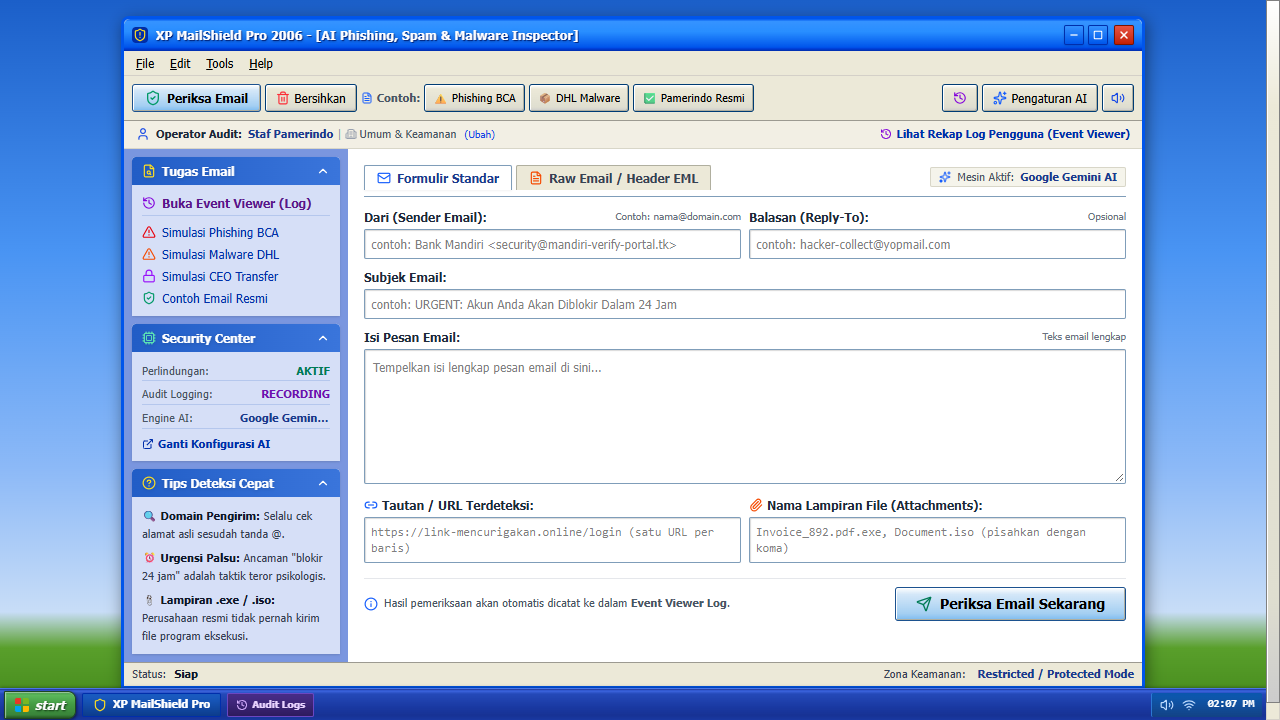 XP MailShield Pro 2006 - [AI Phishing, Spam & Malware Inspector]
File Edit Tools Help
Periksa Email Bersihkan Contoh: Phishing BCA DHL Malware Pamerindo Resmi Pengaturan AI
Operator Audit: Staf Pamerindo | Umum & Keamanan (Ubah) Lihat Rekap Log Pengguna (Event Viewer)
Tugas Email
Buka Event Viewer (Log)
Simulasi Phishing BCA
Simulasi Malware DHL
Simulasi CEO Transfer
Contoh Email Resmi
Security Center
Perlindungan: AKTIF
Audit Logging: RECORDING
Engine AI: Google Gemin...
Ganti Konfigurasi AI
Tips Deteksi Cepat
Domain Pengirim: Selalu cek
alamat asli sesudah tanda @.
Urgensi Palsu: Ancaman "blokir
24 jam" adalah taktik teror psikologis.
Lampiran .exe / .iso:
Perusahaan resmi tidak pernah kirim
file program eksekusi.
Formulir Standar Raw Email / Header EML Mesin Aktif: Google Gemini AI
Dari (Sender Email): Contoh: nama@domain.com Balasan (Reply-To): Opsional
contoh: Bank Mandiri <security@mandiri-verify-portal.tk> contoh: hacker-collect@yopmail.com
Subjek Email:
contoh: URGENT: Akun Anda Akan Diblokir Dalam 24 Jam
Isi Pesan Email: Teks email lengkap
Tempelkan isi lengkap pesan email di sini...
Tautan / URL Terdeteksi: Nama Lampiran File (Attachments):
https://link-mencurigakan.online/login (satu URL per
baris)
Invoice_892.pdf.exe, Document.iso (pisahkan dengan
koma)
Hasil pemeriksaan akan otomatis dicatat ke dalam Event Viewer Log. Periksa Email Sekarang
Status: Siap Zona Keamanan: Restricted / Protected Mode
start XP MailShield Pro Audit Logs 02:07 PM